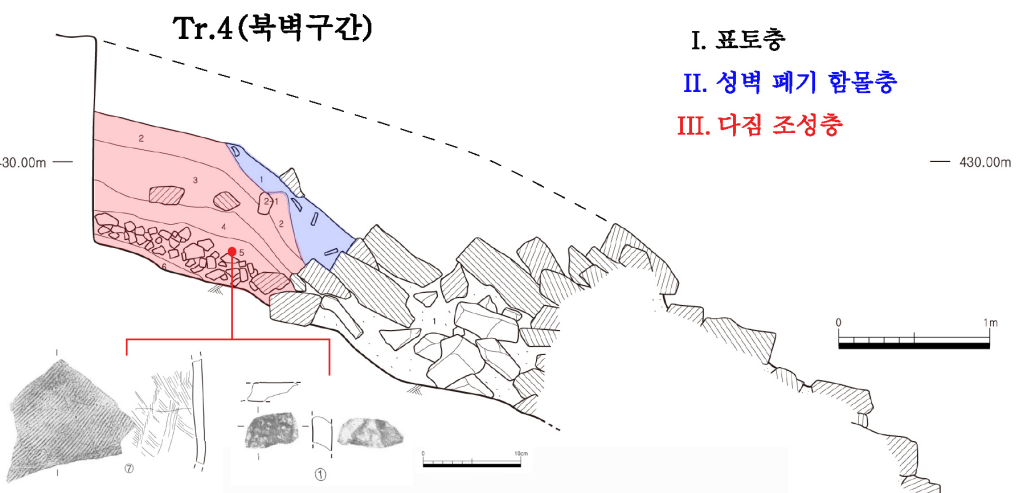 Tr.4(북벽구간)
I. 표토층
II. 성벽 폐기 함몰층
III. 다짐 조성층
30.00m
430.00m
2
1
3
2-1
2
4
5
6
1
0
1m
⑦
①
0
10cm